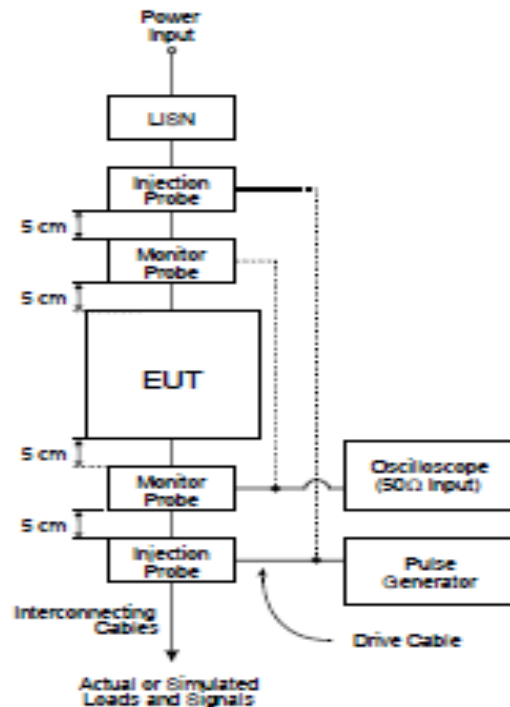 Power
Input
LISN
Injection
Probe
5 cm
Monitor
Probe
5 cm
EUT
5 cm
Monitor
Probe
Oscilloscope
(50Ω Input)
5 cm
Injection
Probe
Pulse
Generator
Interconnecting
Cables
Drive Cable
Actual or Simulated
Loads and Signals